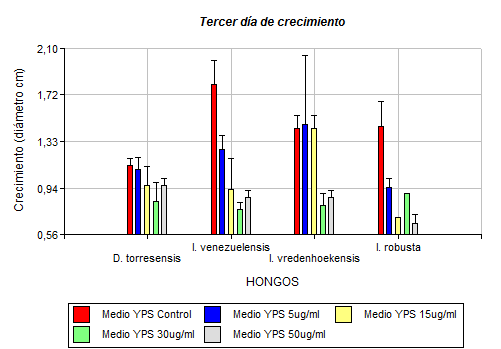 Tercer día de crecimiento
Crecimiento (diámetro cm)
2,10
1,72
1,33
0,94
0,56
I. venezuelensis
I. robusta
D. torresensis
I. vredenhoekensis
HONGOS
Medio YPS Control
Medio YPS 5ug/ml
Medio YPS 15ug/ml
Medio YPS 30ug/ml
Medio YPS 50ug/ml